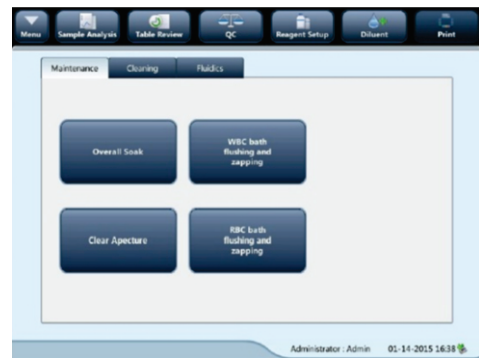 Menu
Sample Analysis
Table Review
QC
Reagent Setup
Diluent
Print
Maintenance
Cleaning
Fluidics
Overall Soak
WBC bath
flushing and
zapping
Clear Apecture
RBC bath
flushing and
zapping
Administrator : Admin
01-14-2015 16:38